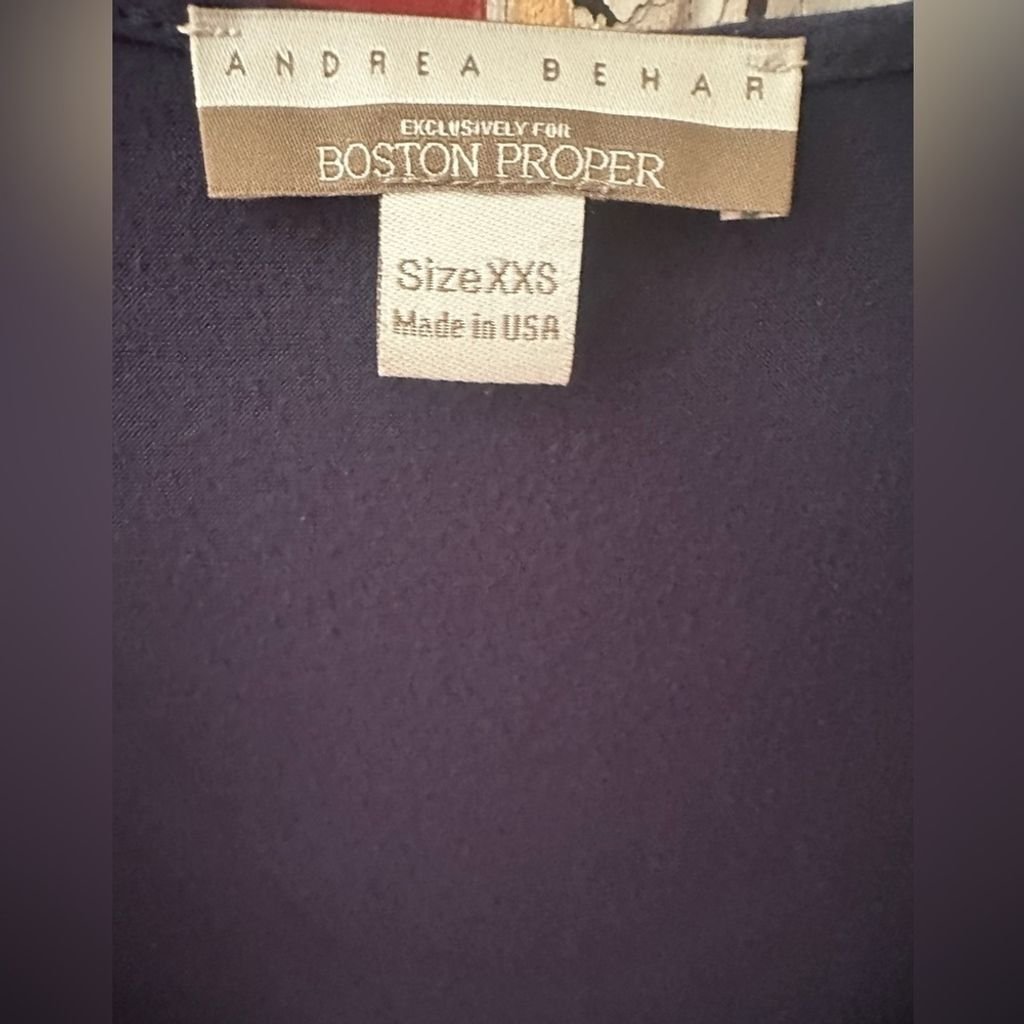 ANDREA BEHAR
EXCLUSIVELY FOR
BOSTON PROPER
Size XXS
Made in USA